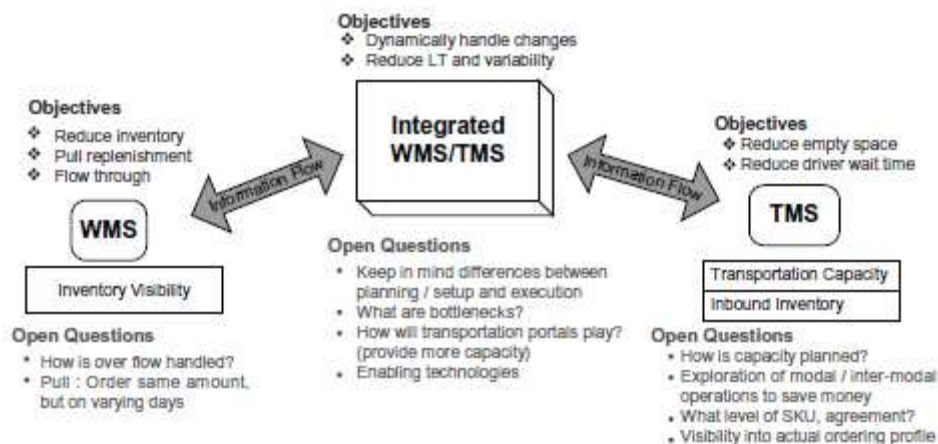 Objectives
❖ Dynamically handle changes
❖ Reduce LT and variability
Integrated
WMS/TMS
Objectives
❖ Reduce inventory
❖ Pull replenishment
❖ Flow through
Information Flow
WMS
Inventory Visibility
Open Questions
• How is over flow handled?
• Pull : Order same amount,
but on varying days
Open Questions
• Keep in mind differences between
planning / setup and execution
• What are bottlenecks?
• How will transportation portals play?
(provide more capacity)
• Enabling technologies
Information Flow
Objectives
❖ Reduce empty space
❖ Reduce driver wait time
TMS
Transportation Capacity
Inbound Inventory
Open Questions
• How is capacity planned?
• Exploration of modal / inter-modal
operations to save money
• What level of SKU, agreement?
• Visibility into actual ordering profile